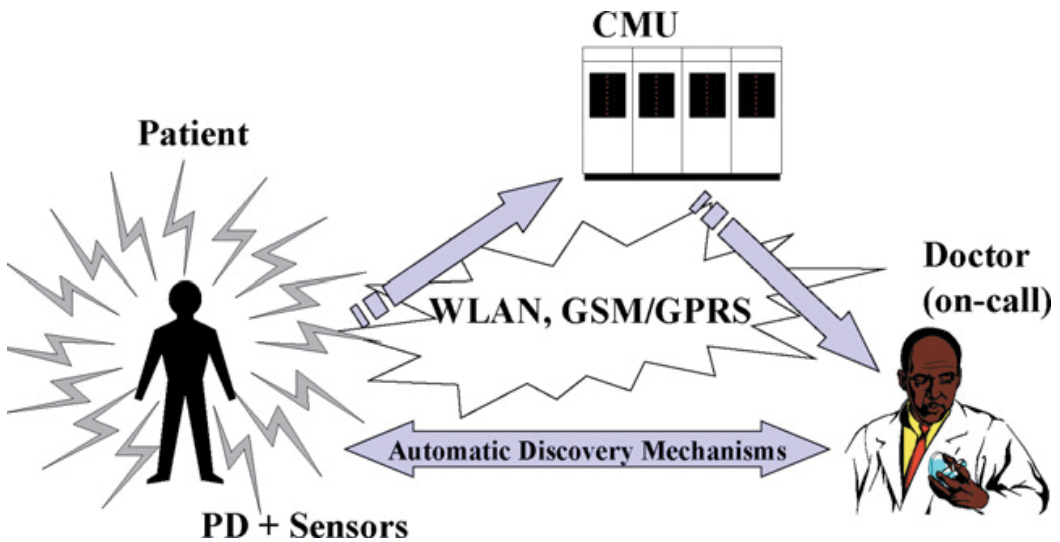 CMU
Patient
Doctor
(on-call)
WLAN, GSM/GPRS
Automatic Discovery Mechanisms
PD + Sensors